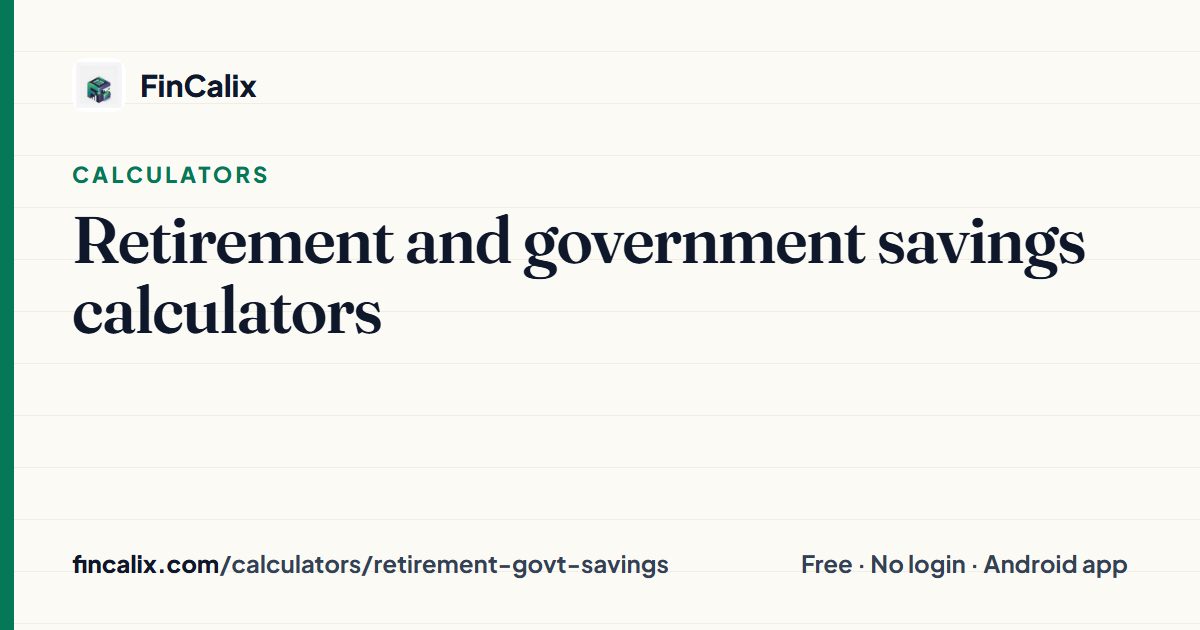 FinCalix
CALCULATORS
Retirement and government savings
calculators
fincalix.com/calculators/retirement-govt-savings
Free · No login · Android app